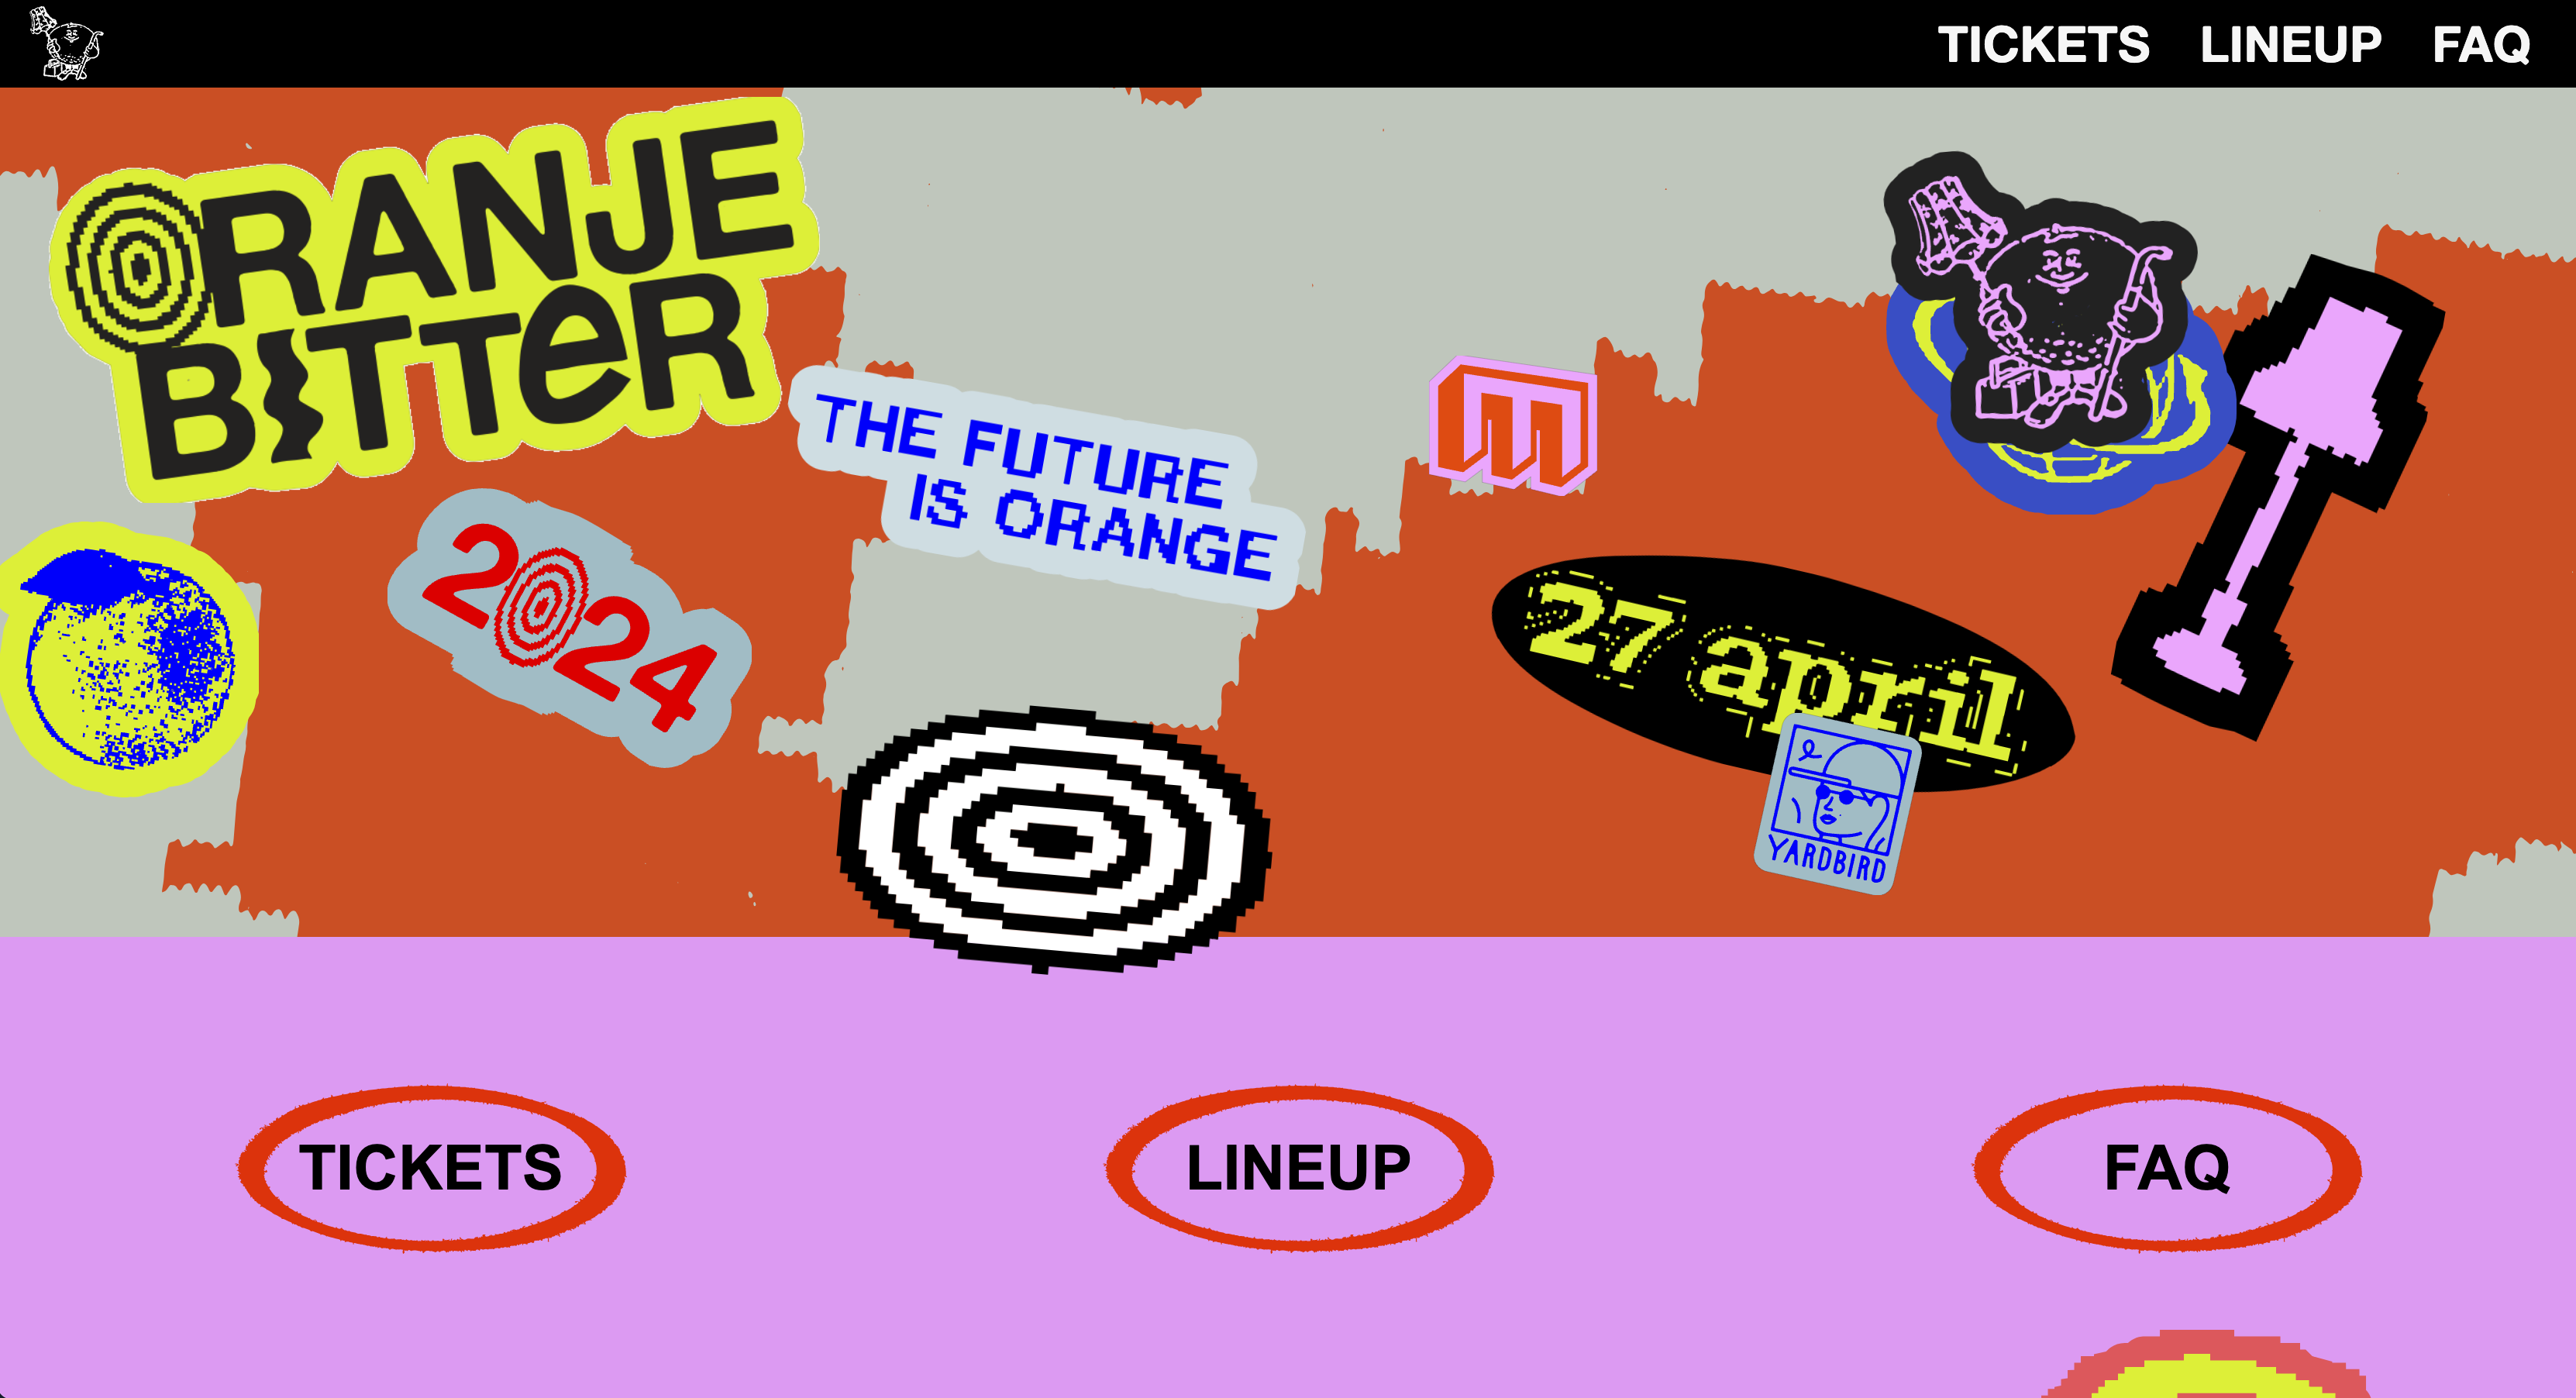 TICKETS LINEUP FAQ
ORANJE
BITTeR
THE FUTURE
IS ORANGE
2024
27 april
YARDBIRD
TICKETS
LINEUP
FAQ